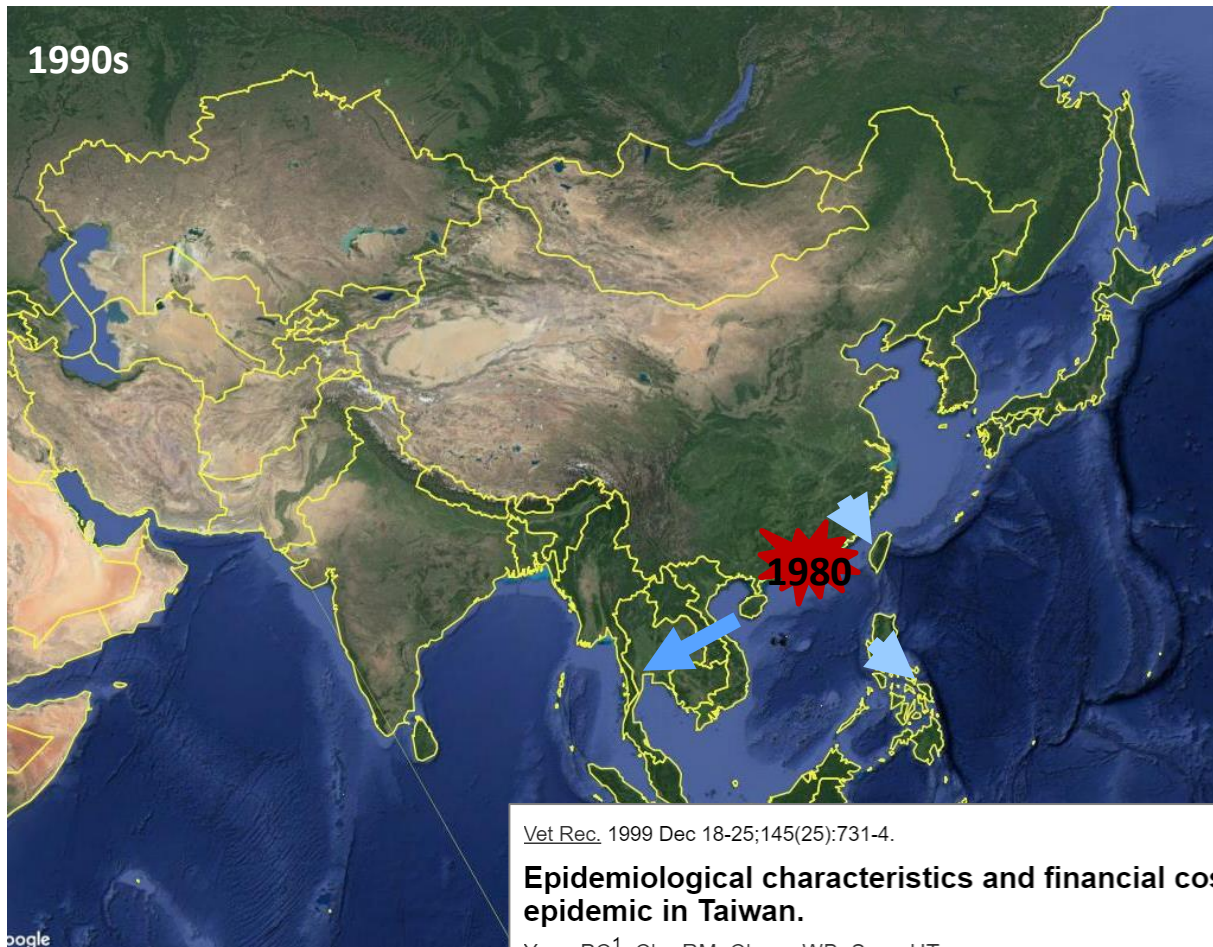 1990s
1980
Vet Rec. 1999 Dec 18-25;145(25):731-4.
Epidemiological characteristics and financial cos
epidemic in Taiwan.
oogle